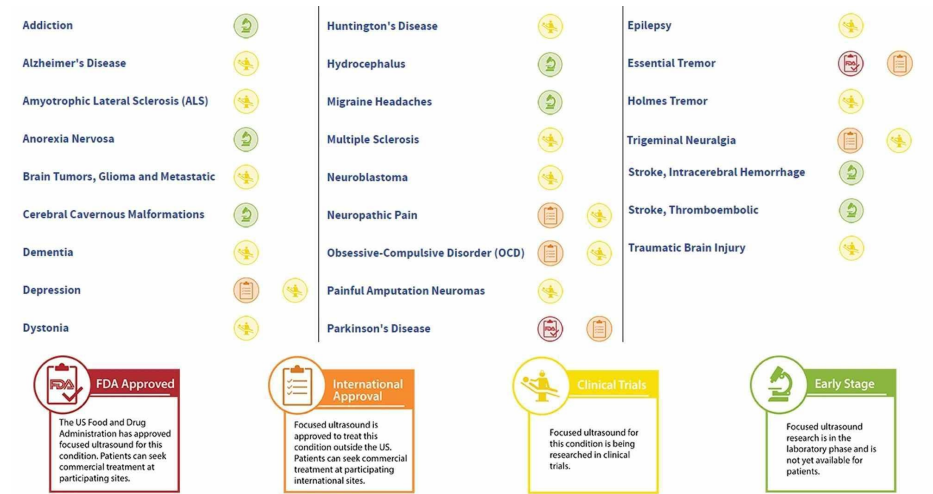 Addiction
Alzheimer's Disease
Amyotrophic Lateral Sclerosis (ALS)
Anorexia Nervosa
Brain Tumors, Glioma and Metastatic
Cerebral Cavernous Malformations
Dementia
Depression
Dystonia
Huntington's Disease
Hydrocephalus
Migraine Headaches
Multiple Sclerosis
Neuroblastoma
Neuropathic Pain
Obsessive-Compulsive Disorder (OCD)
Painful Amputation Neuromas
Parkinson's Disease
Epilepsy
Essential Tremor
FDA
Holmes Tremor
Trigeminal Neuralgia
Stroke, Intracerebral Hemorrhage
Stroke, Thromboembolic
Traumatic Brain Injury
FDA
FDA
FDA Approved
The US Food and Drug
Administration has approved
focused ultrasound for this
condition. Patients can seek
commercial treatment at
participating sites.
International
Approval
Focused ultrasound is
approved to treat this
condition outside the US.
Patients can seek commercial
treatment at participating
international sites.
Clinical Trials
Focused ultrasound for
this condition is being
researched in clinical
trials.
Early Stage
Focused ultrasound
research is in the
laboratory phase and is
not yet available for
patients.